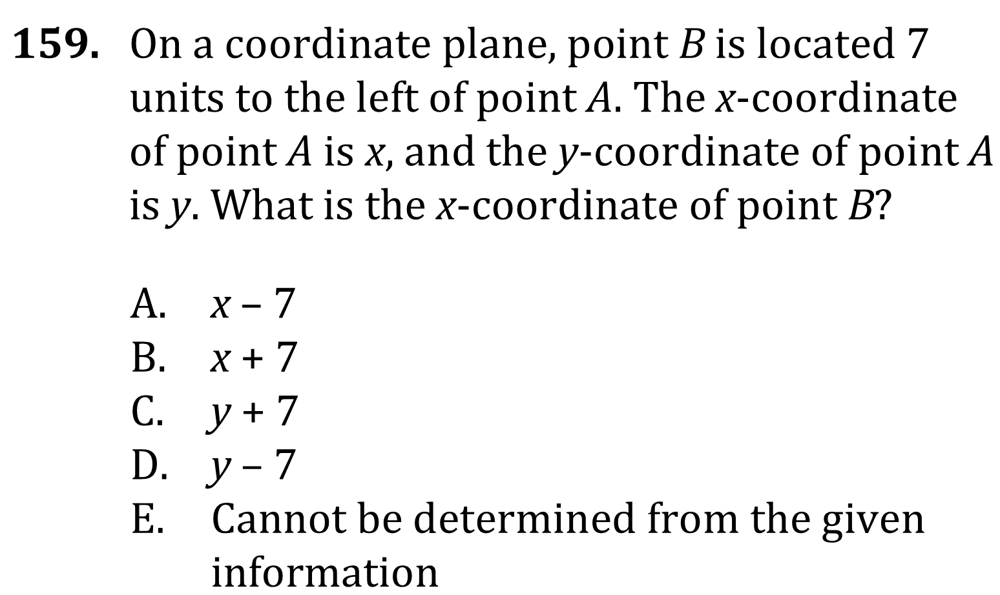 159. On a coordinate plane, point B is located 7
units to the left of point A. The x-coordinate
of point A is x, and the y-coordinate of point A
is y. What is the x-coordinate of point B?
A. x – 7
B. x + 7
C. y + 7
D. y – 7
E. Cannot be determined from the given
information